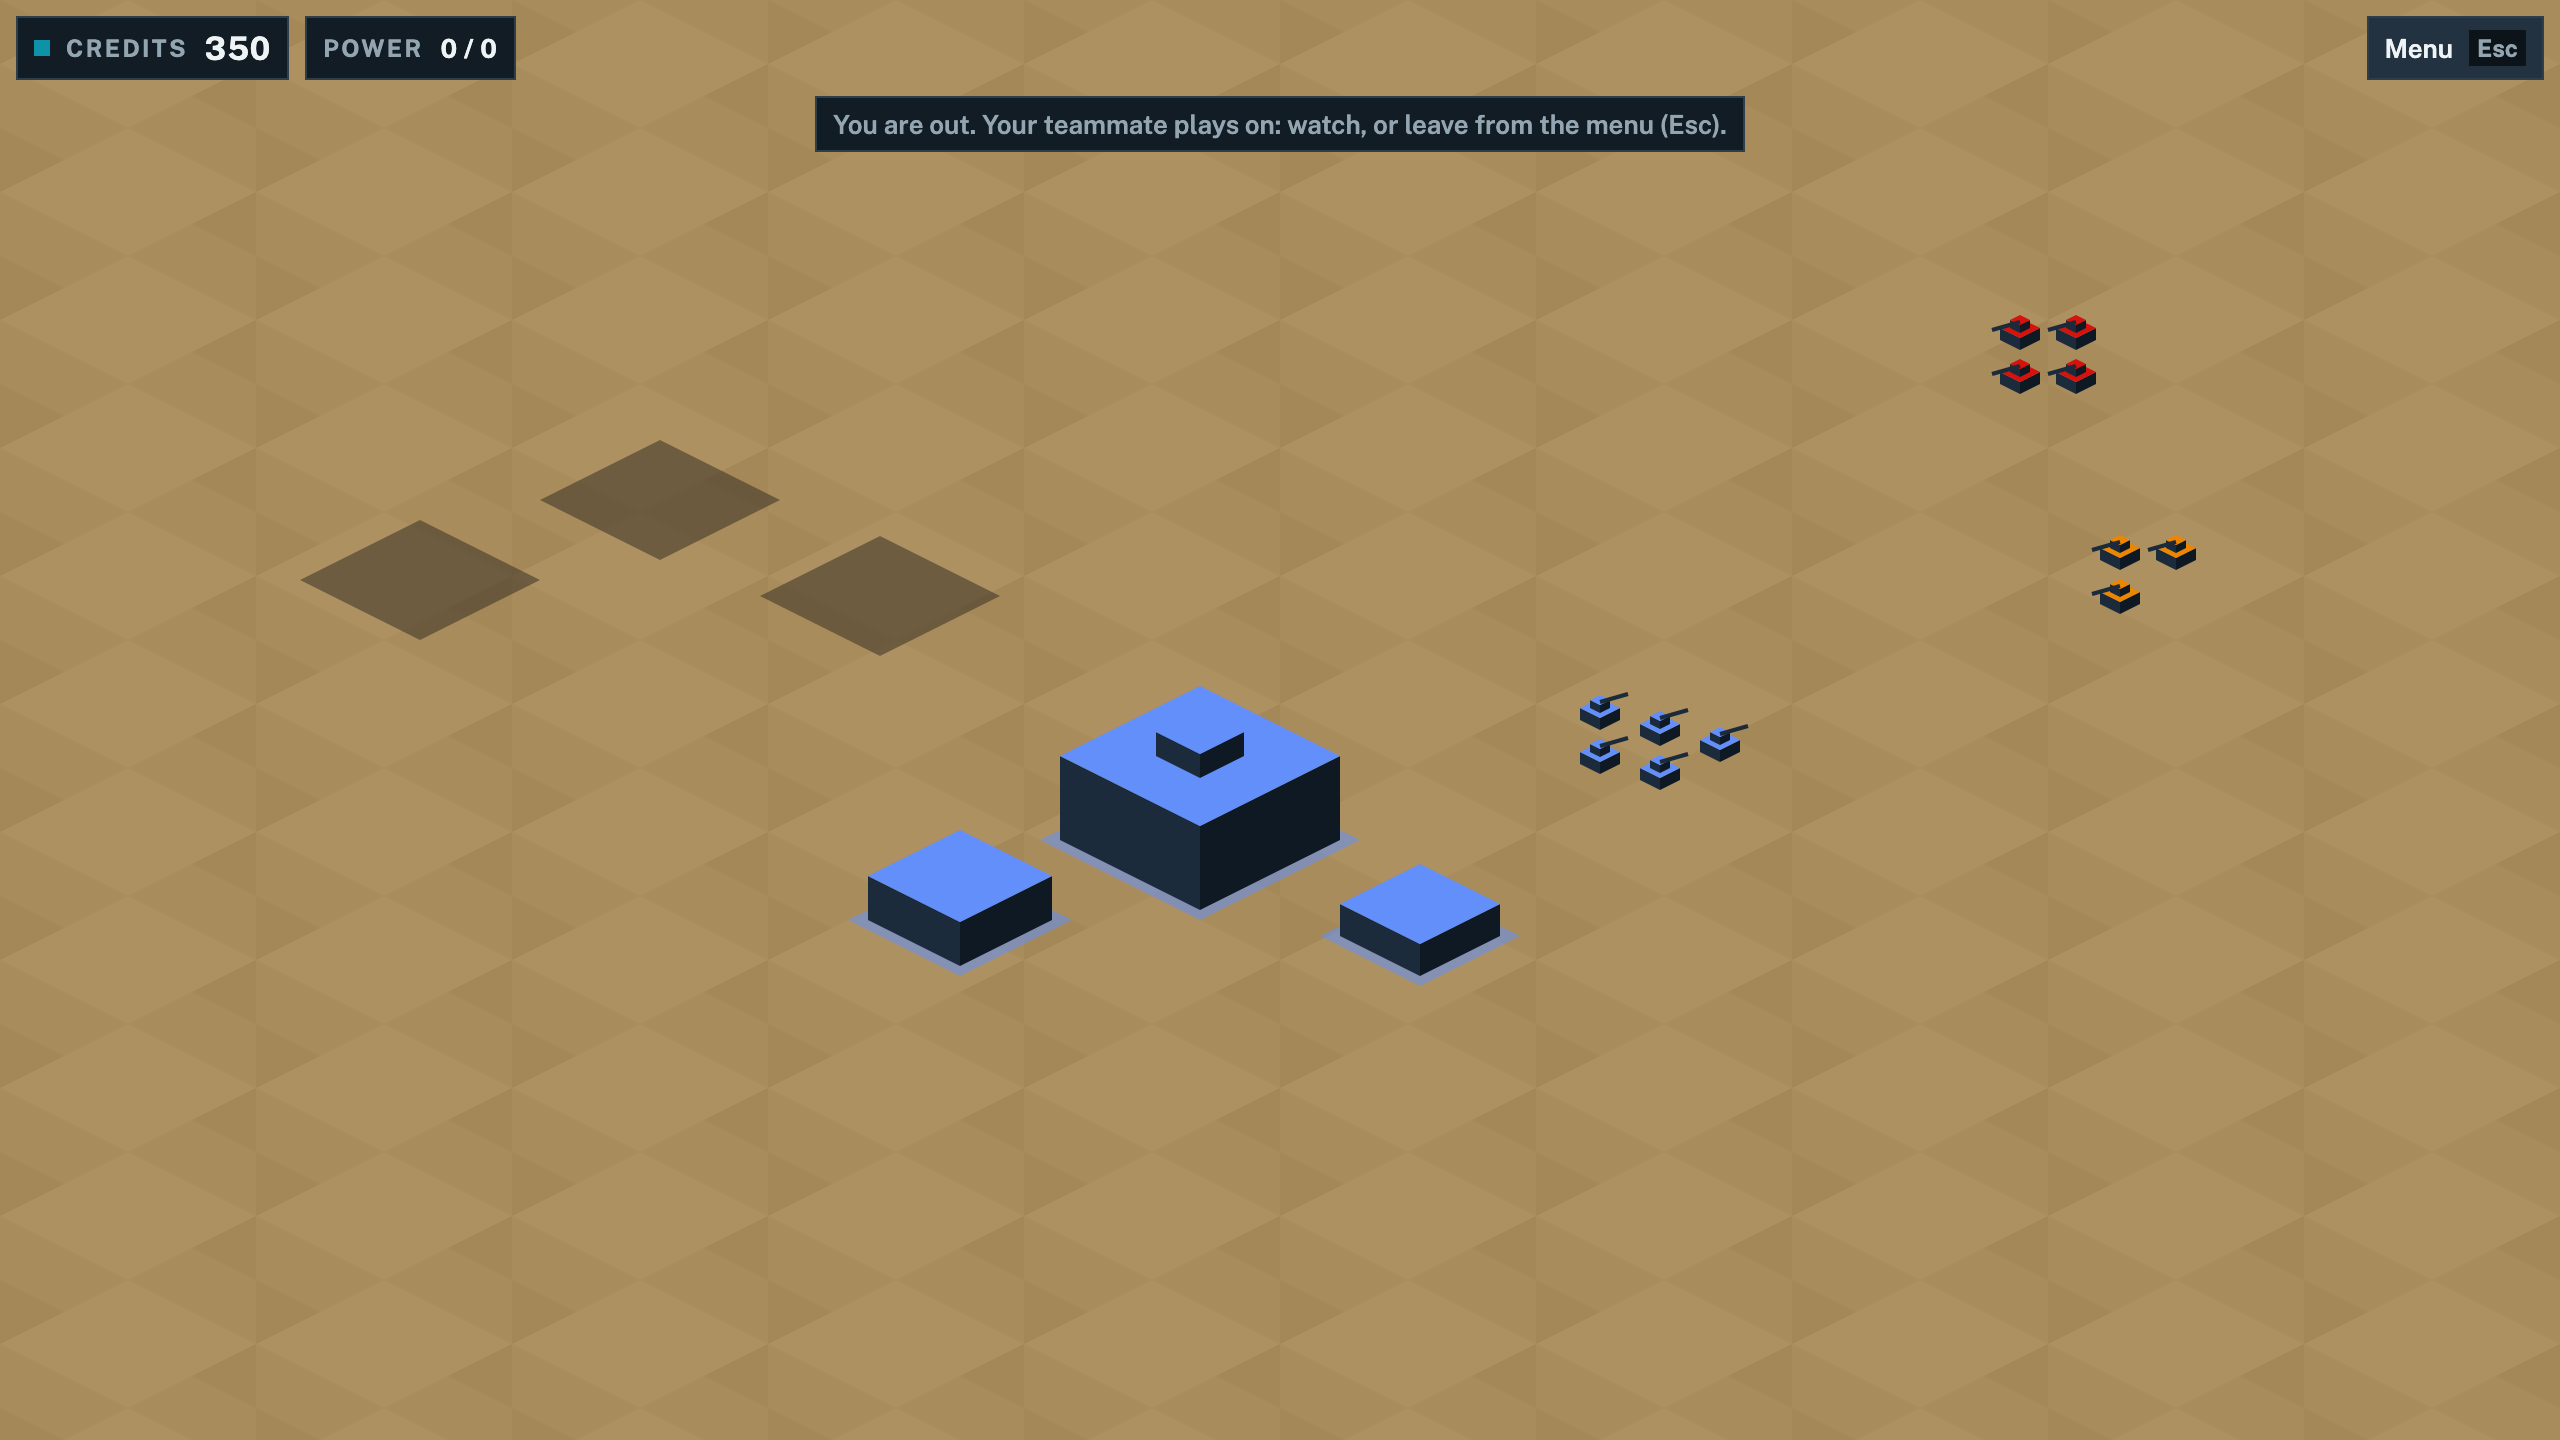 CREDITS 350
POWER 0 / 0
Menu Esc
You are out. Your teammate plays on: watch, or leave from the menu (Esc).